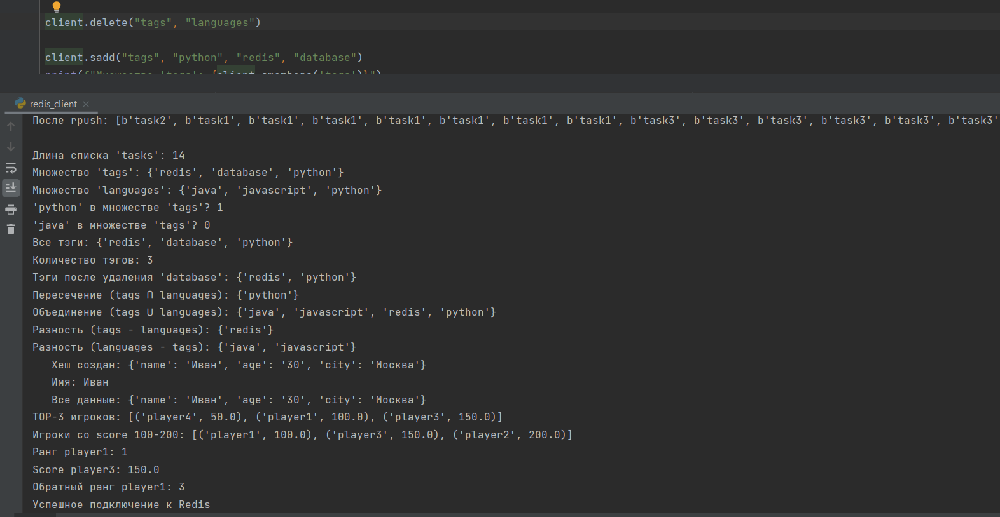 client.delete("tags", "languages")
client.sadd("tags", "python", "redis", "database")
print(f"Множество 'tags': {client.smembers('tags')}")
redis_client
После rpush: [b'task2', b'task1', b'task1', b'task1', b'task1', b'task1', b'task1', b'task1', b'task3', b'task3', b'task3', b'task3', b'task3', b'task3'
Длина списка 'tasks': 14
Множество 'tags': {'redis', 'database', 'python'}
Множество 'languages': {'java', 'javascript', 'python'}
'python' в множестве 'tags'? 1
'java' в множестве 'tags'? 0
Все тэги: {'redis', 'database', 'python'}
Количество тэгов: 3
Тэги после удаления 'database': {'redis', 'python'}
Пересечение (tags ∩ languages): {'python'}
Объединение (tags ∪ languages): {'java', 'javascript', 'redis', 'python'}
Разность (tags - languages): {'redis'}
Разность (languages - tags): {'java', 'javascript'}
Хеш создан: {'name': 'Иван', 'age': '30', 'city': 'Москва'}
Имя: Иван
Все данные: {'name': 'Иван', 'age': '30', 'city': 'Москва'}
TOP-3 игроков: [('player4', 50.0), ('player1', 100.0), ('player3', 150.0)]
Игроки со score 100-200: [('player1', 100.0), ('player3', 150.0), ('player2', 200.0)]
Ранг player1: 1
Score player3: 150.0
Обратный ранг player1: 3
Успешное подключение к Redis